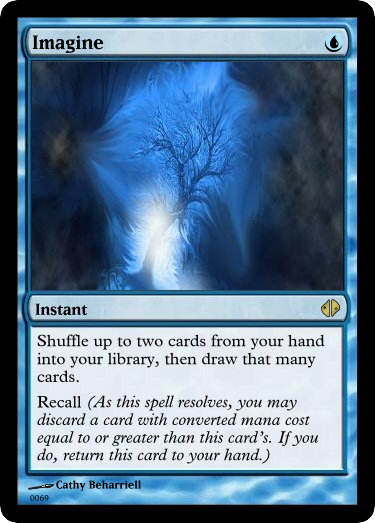 Imagine
Instant
Shuffle up to two cards from your hand
into your library, then draw that many
cards.
Recall (As this spell resolves, you may
discard a card with converted mana cost
equal to or greater than this card's. If you
do, return this card to your hand.)
Cathy Beharriell
0069